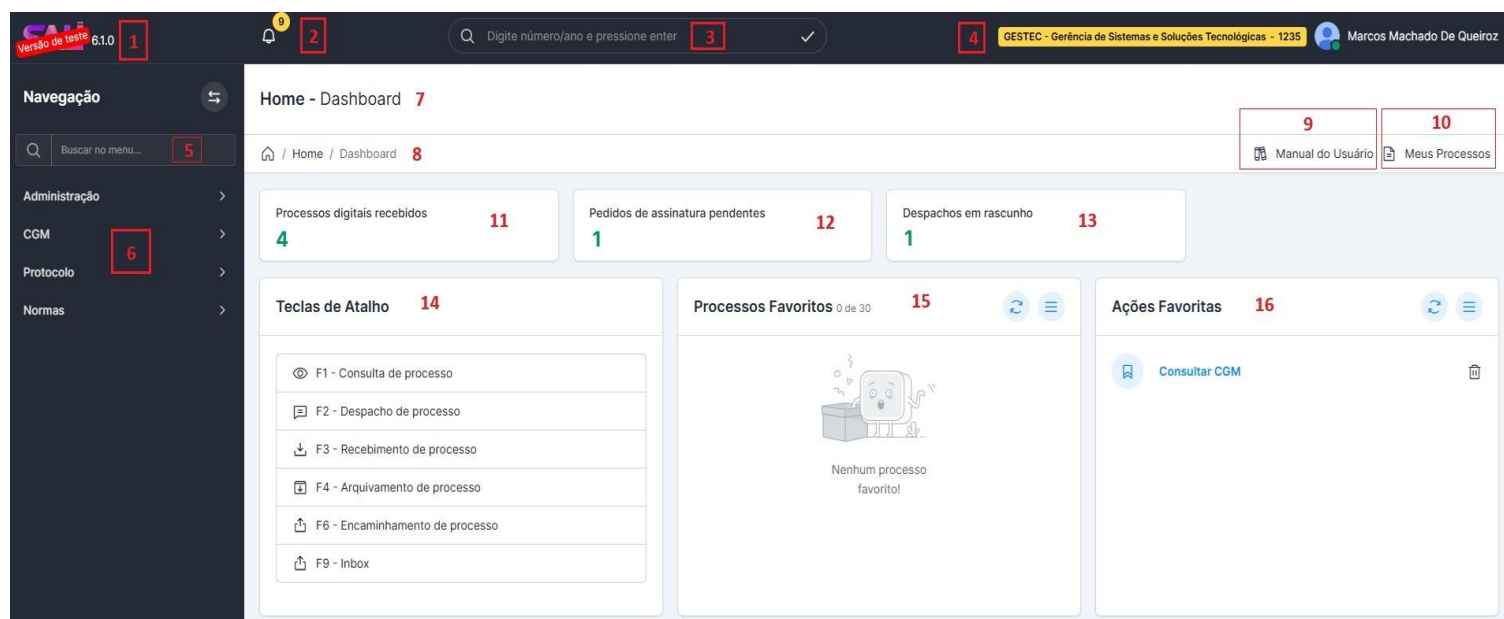 Versão de teste
6.1.0 1
9
2
Digite número/ano e pressione enter 3
4 GESTEC - Gerência de Sistemas e Soluções Tecnológicas - 1235
Marcos Machado De Queiroz
Navegação
Buscar no menu... 5
Administração
CGM
6
Protocolo
Normas
Home - Dashboard 7
/ Home / Dashboard 8
9
Manual do Usuário
10
Meus Processos
Processos digitais recebidos
11
4
Pedidos de assinatura pendentes
12
1
Despachos em rascunho
13
1
Teclas de Atalho 14
F1 - Consulta de processo
F2 - Despacho de processo
F3 - Recebimento de processo
F4 - Arquivamento de processo
F6 - Encaminhamento de processo
F9 - Inbox
Processos Favoritos 0 de 30 15
Nenhum processo
favorito!
Ações Favoritas 16
Consultar CGM